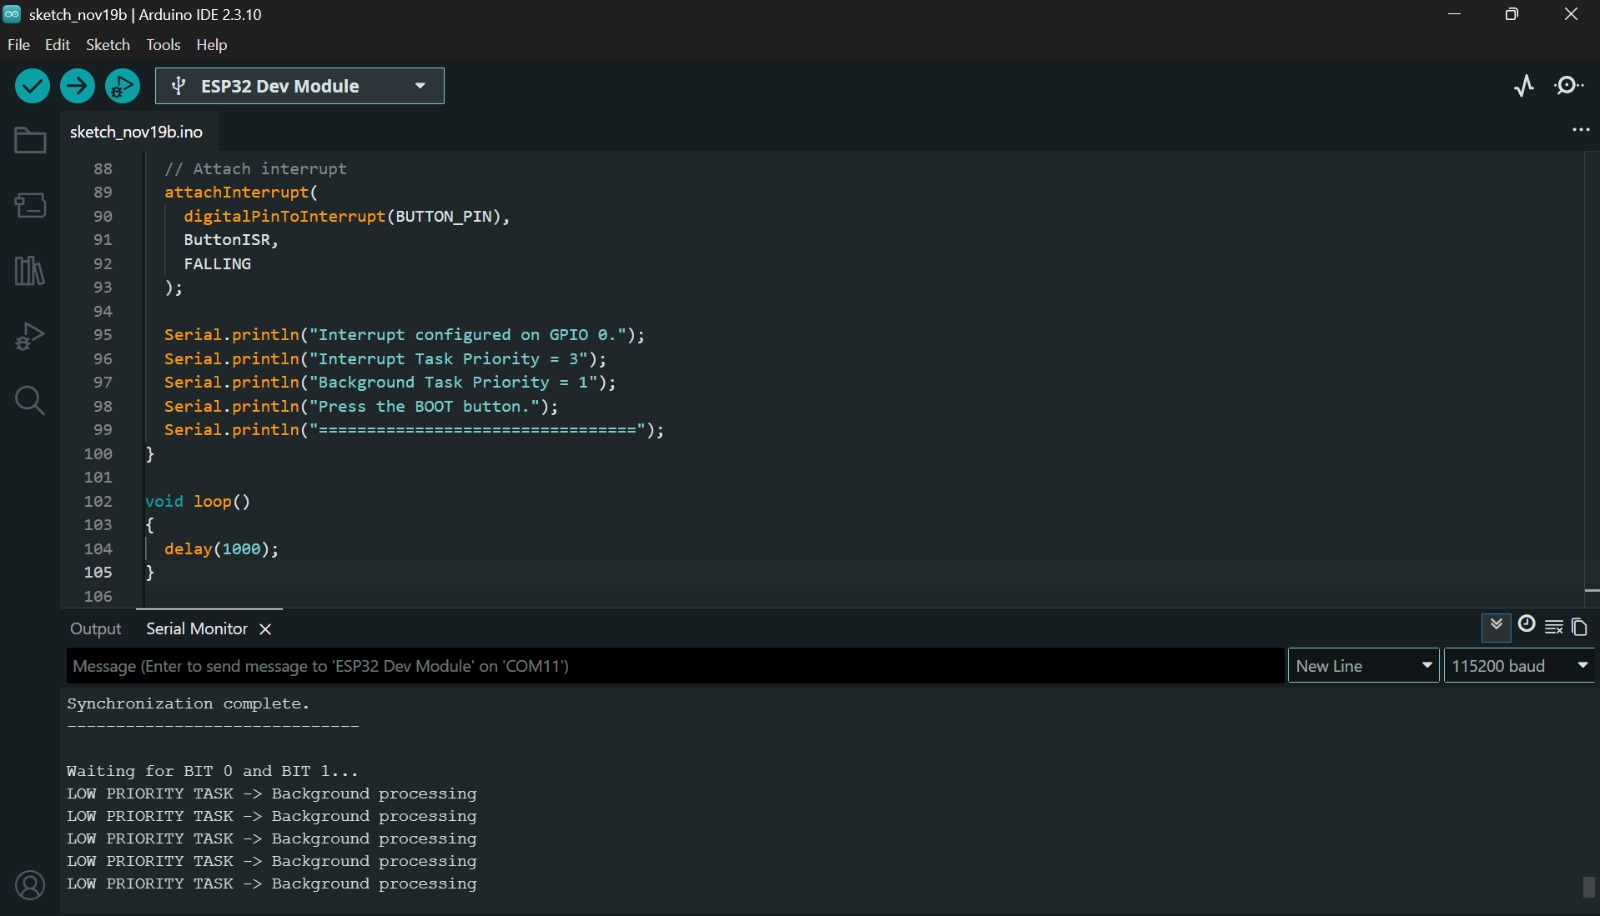 sketch_nov19b | Arduino IDE 2.3.10
File Edit Sketch Tools Help
ESP32 Dev Module
sketch_nov19b.ino
88 // Attach interrupt
89 attachInterrupt(
90 digitalPinToInterrupt(BUTTON_PIN),
91 ButtonISR,
92 FALLING
93 );
94
95 Serial.println("Interrupt configured on GPIO 0.");
96 Serial.println("Interrupt Task Priority = 3");
97 Serial.println("Background Task Priority = 1");
98 Serial.println("Press the BOOT button.");
99 Serial.println("=================================");
100 }
101
102 void loop()
103 {
104 delay(1000);
105 }
106
Output Serial Monitor
Message (Enter to send message to 'ESP32 Dev Module' on 'COM11') New Line 115200 baud
Synchronization complete.
------------------------------
Waiting for BIT 0 and BIT 1...
LOW PRIORITY TASK -> Background processing
LOW PRIORITY TASK -> Background processing
LOW PRIORITY TASK -> Background processing
LOW PRIORITY TASK -> Background processing
LOW PRIORITY TASK -> Background processing